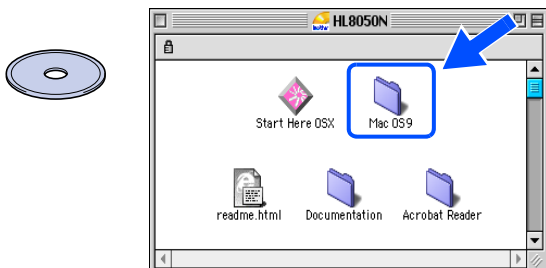 HL8050N
Start Here OSX
Mac OS9
readme.html
Documentation
Acrobat Reader